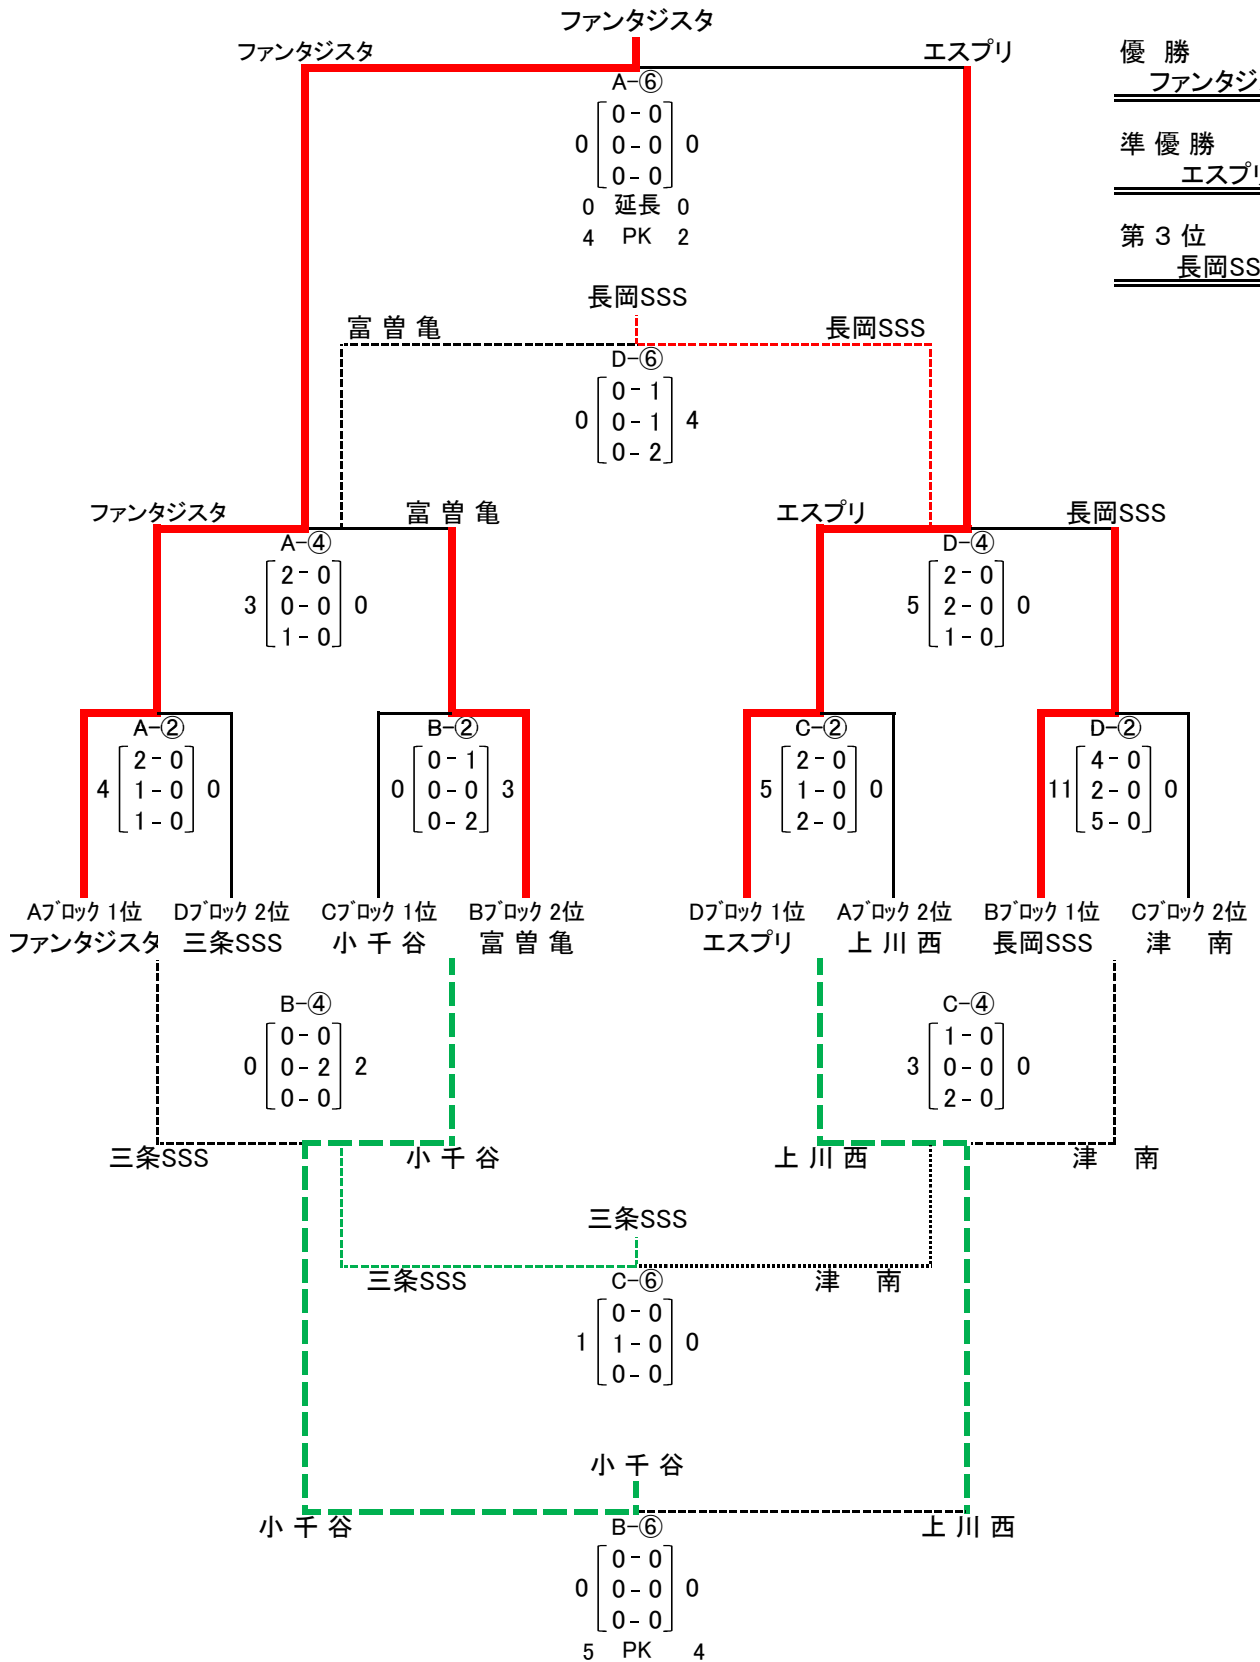 ファンタジスタ
ファンタジスタ エスプリ
優 勝
ファンタジ
A-⑥
0 - 0
0 0 - 0 0
0 - 0
0 延長 0
4 PK 2
準 優 勝
エスプリ
第 3 位
長岡SS
長岡SSS
富 曽 亀 長岡SSS
D-⑥
0 - 1
0 0 - 1 4
0 - 2
ファンタジスタ 富 曽 亀 エスプリ 長岡SSS
A-④ D-④
2 - 0 2 - 0
3 0 - 0 0 5 2 - 0 0
1 - 0 1 - 0
A-② B-② C-② D-②
2 - 0 0 - 1 2 - 0 4 - 0
4 1 - 0 0 0 0 - 0 3 5 1 - 0 0 11 2 - 0 0
1 - 0 0 - 2 2 - 0 5 - 0
Aブロック 1位 Dブロック 2位 Cブロック 1位 Bブロック 2位 Dブロック 1位 Aブロック 2位 Bブロック 1位 Cブロック 2位
ファンタジスタ 三条SSS 小 千 谷 富 曽 亀 エスプリ 上 川 西 長岡SSS 津 南
B-④ C-④
0 - 0 1 - 0
0 0 - 2 2 3 0 - 0 0
0 - 0 2 - 0
三条SSS 小 千 谷 上 川 西 津 南
三条SSS
三条SSS 津 南
C-⑥
0 - 0
1 1 - 0 0
0 - 0
小 千 谷
小 千 谷 上 川 西
B-⑥
0 - 0
0 0 - 0 0
0 - 0
5 PK 4